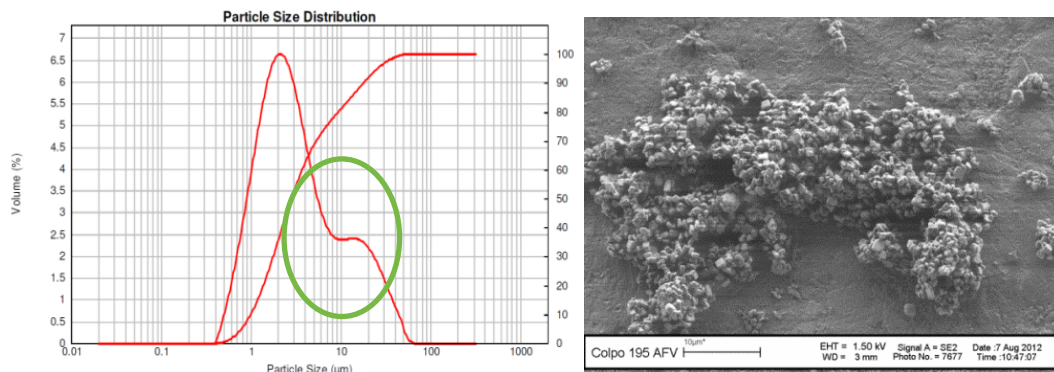 Particle Size Distribution
7
6.5
6
5.5
5
4.5
4
3.5
3
2.5
2
1.5
1
0.5
0
Volume (%)
100
90
80
70
60
50
40
30
20
10
0
0.01 0.1 1 10 100 1000
Particle Size (um)
Colpo 195 AFV
10µm*
EHT = 1.50 kV
WD = 3 mm
Signal A = SE2
Photo No. = 7677
Date :7 Aug 2012
Time :10:47:07